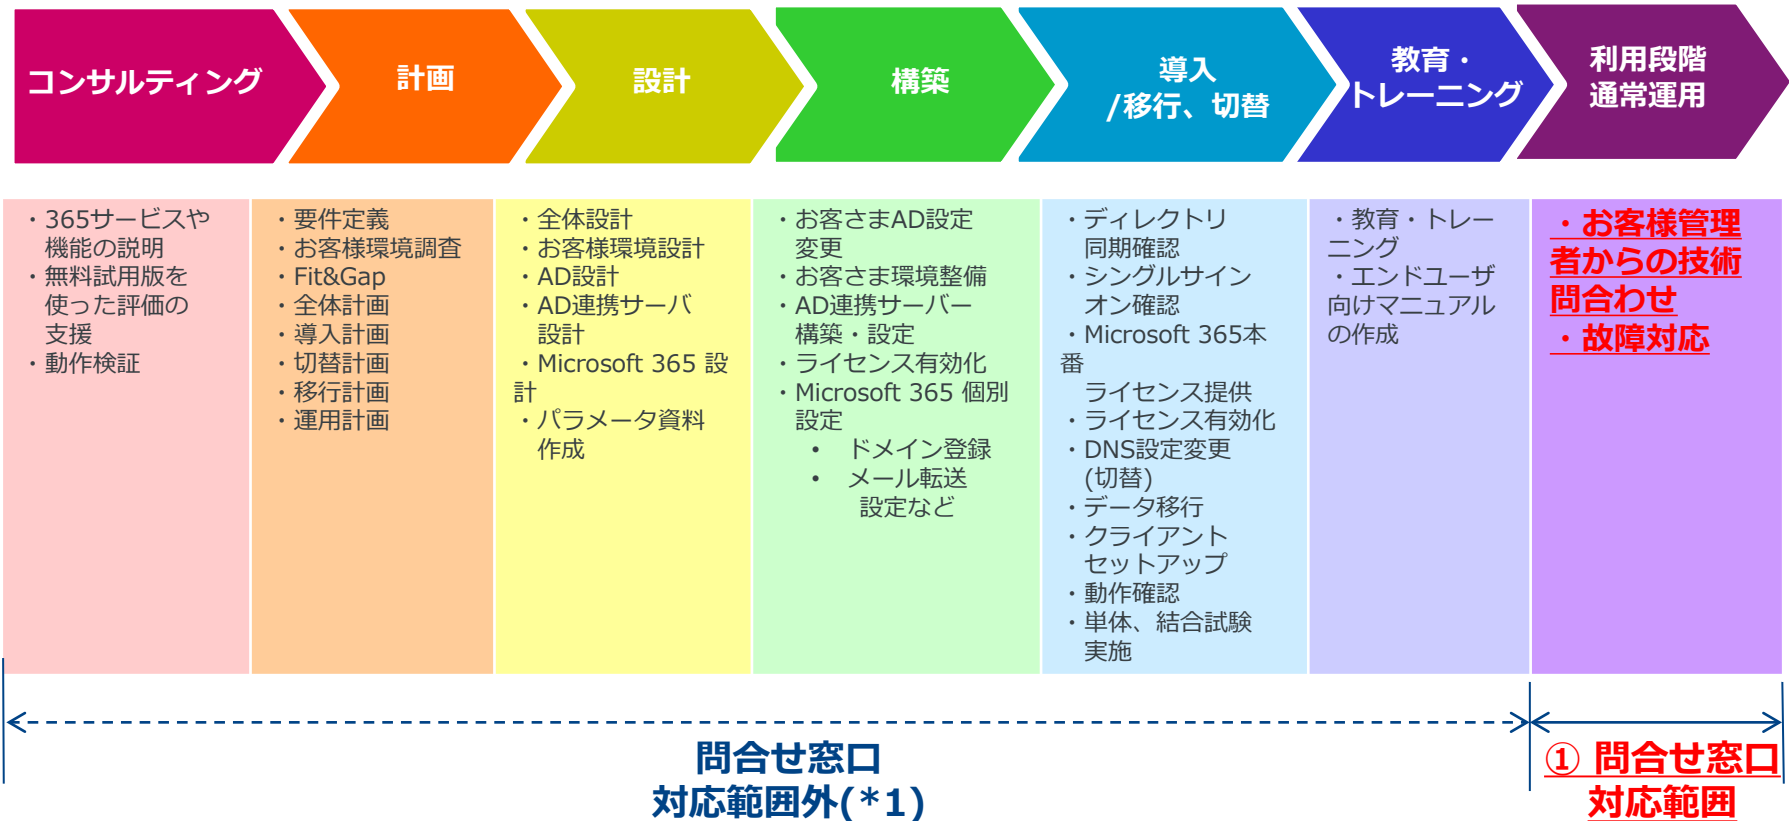 コンサルティング
計画
設計
構築
導入
/移行、切替
教育・
トレーニング
利用段階
通常運用
・365サービスや
機能の説明
・無料試用版を
使った評価の
支援
・動作検証
・要件定義
・お客様環境調査
・Fit&Gap
・全体計画
・導入計画
・切替計画
・移行計画
・運用計画
・全体設計
・お客様環境設計
・AD設計
・AD連携サーバ
設計
・Microsoft 365 設
計
・パラメータ資料
作成
・お客さまAD設定
変更
・お客さま環境整備
・AD連携サーバー
構築・設定
・ライセンス有効化
・Microsoft 365 個別
設定
• ドメイン登録
• メール転送
設定など
・ディレクトリ
同期確認
・シングルサイン
オン確認
・Microsoft 365本
番
ライセンス提供
・ライセンス有効化
・DNS設定変更
(切替)
・データ移行
・クライアント
セットアップ
・動作確認
・単体、結合試験
実施
・教育・トレー
ニング
・エンドユーザ
向けマニュアル
の作成
・お客様管理
者からの技術
問合わせ
・故障対応
問合せ窓口
対応範囲外(*1)
① 問合せ窓口
対応範囲